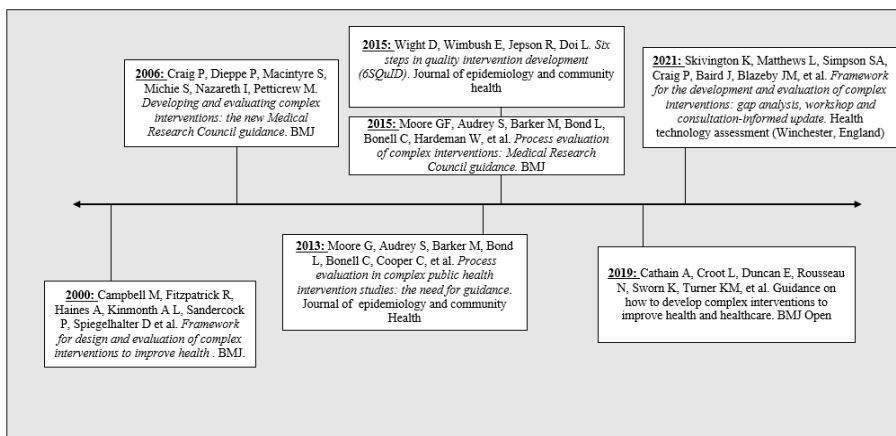 2015: Wight D, Wimbush E, Jepson R, Doi L. Six
steps in quality intervention development
(6SQuID). Journal of epidemiology and community
health
2006: Craig P, Dieppe P, Macintyre S,
Michie S, Nazareth I, Petticrew M.
Developing and evaluating complex
interventions: the new Medical
Research Council guidance. BMJ
2021: Skivington K, Matthews L, Simpson SA,
Craig P, Baird J, Blazeby JM, et al. Framework
for the development and evaluation of complex
interventions: gap analysis, workshop and
consultation-informed update. Health
technology assessment (Winchester, England)
2015: Moore GF, Audrey S, Barker M, Bond L,
Bonell C, Hardeman W, et al. Process evaluation
of complex interventions: Medical Research
Council guidance. BMJ
2000: Campbell M, Fitzpatrick R,
Haines A, Kinmonth A L, Sandercock
P, Spiegelhalter D et al. Framework
for design and evaluation of complex
interventions to improve health . BMJ.
2013: Moore G, Audrey S, Barker M, Bond
L, Bonell C, Cooper C, et al. Process
evaluation in complex public health
intervention studies: the need for guidance.
Journal of epidemiology and community
Health
2019: Cathain A, Croot L, Duncan E, Rousseau
N, Sworn K, Turner KM, et al. Guidance on
how to develop complex interventions to
improve health and healthcare. BMJ Open